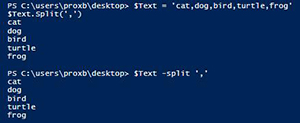 PS C:\users\proxb\desktop> $Text = 'cat,dog,bird,turtle,frog'
$Text.Split(',')
cat
dog
bird
turtle
frog
PS C:\users\proxb\desktop> $Text -split ','
cat
dog
bird
turtle
frog